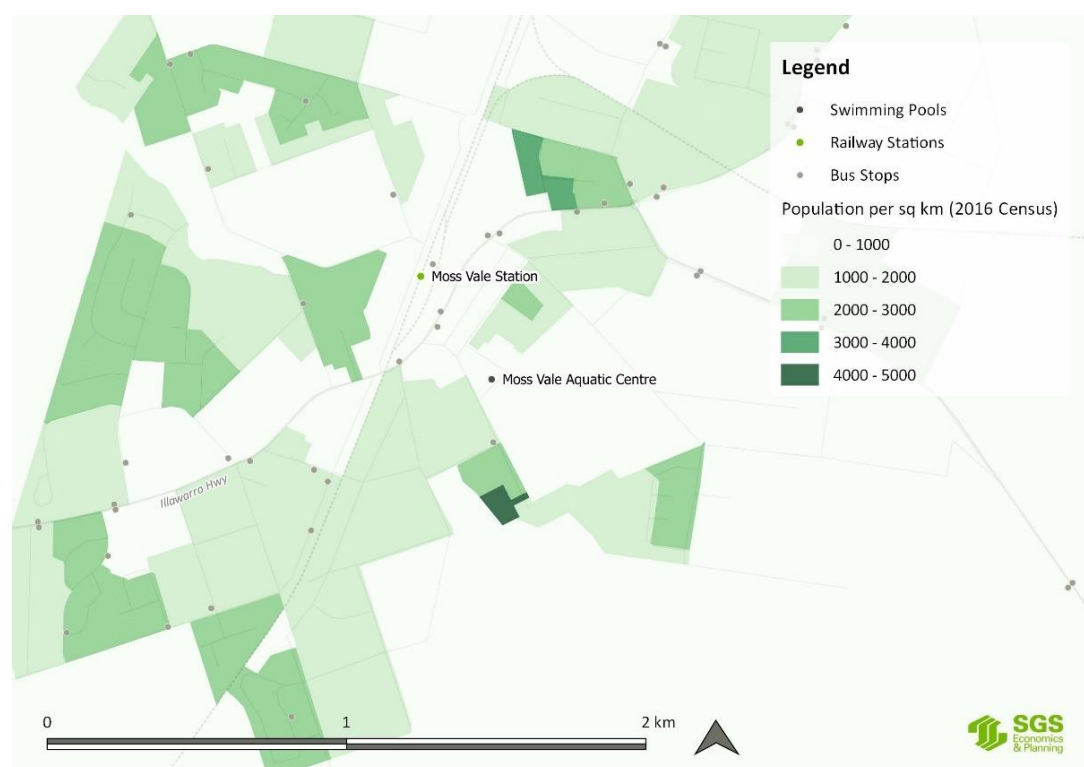 Legend
Swimming Pools
Railway Stations
Bus Stops
Population per sq km (2016 Census)
0 - 1000
1000 - 2000
2000 - 3000
3000 - 4000
4000 - 5000
Moss Vale Station
Moss Vale Aquatic Centre
Illawarra Hwy
0 1 2 km
SGS
Economics
& Planning